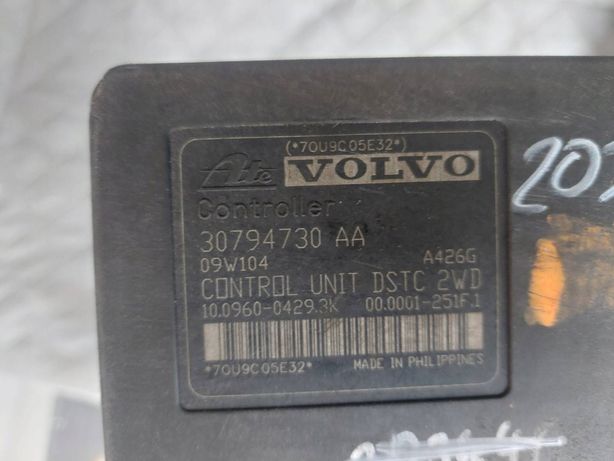 (*70U9C05E32*)
Ate VOLVO
Controller
30794730 AA
09W104 A426G
CONTROL UNIT DSTC 2WD
10.0960-0429.3K 00.0001-251F.1
*70U9C05E32* MADE IN PHILIPPINES